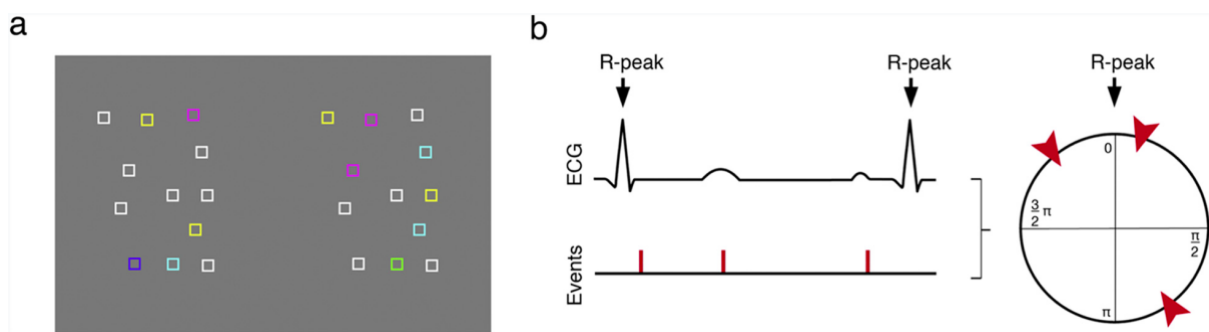 a
b
R-peak
R-peak
R-peak
ECG
Events
0
3/2 π
π/2
π